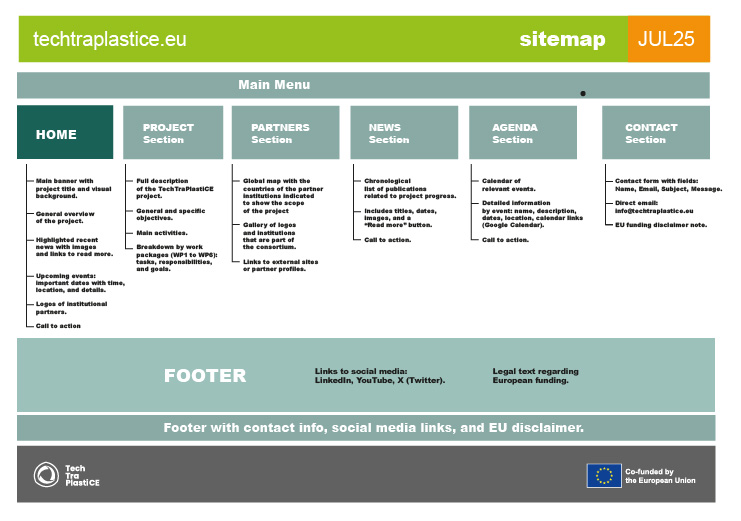 techtraplastice.eu
sitemap
JUL25
Main Menu
HOME
PROJECT
Section
PARTNERS
Section
NEWS
Section
AGENDA
Section
CONTACT
Section
Main banner with
project title and visual
background.
General overview
of the project.
Highlighted recent
news with images
and links to read more.
Upcoming events:
important dates with time,
location, and details.
Logos of institutional
partners.
Call to action
Full description
of the TechTraPlastiCE
project.
General and specific
objectives.
Main activities.
Breakdown by work
packages (WP1 to WP6):
tasks, responsibilities,
and goals.
Global map with the
countries of the partner
institutions indicated
to show the scope
of the project
Gallery of logos
and institutions
that are part of
the consortium.
Links to external sites
or partner profiles.
Chronological
list of publications
related to project progress.
Includes titles, dates,
images, and a
“Read more” button.
Call to action.
Calendar of
relevant events.
Detailed information
by event: name, description,
dates, location, calendar links
(Google Calendar).
Call to action.
Contact form with fields:
Name, Email, Subject, Message.
Direct email:
info@techtraplastice.eu
EU funding disclaimer note.
FOOTER
Links to social media:
LinkedIn, YouTube, X (Twitter).
Legal text regarding
European funding.
Footer with contact info, social media links, and EU disclaimer.
Tech
Tra
PlastiCE
Co-funded by
the European Union